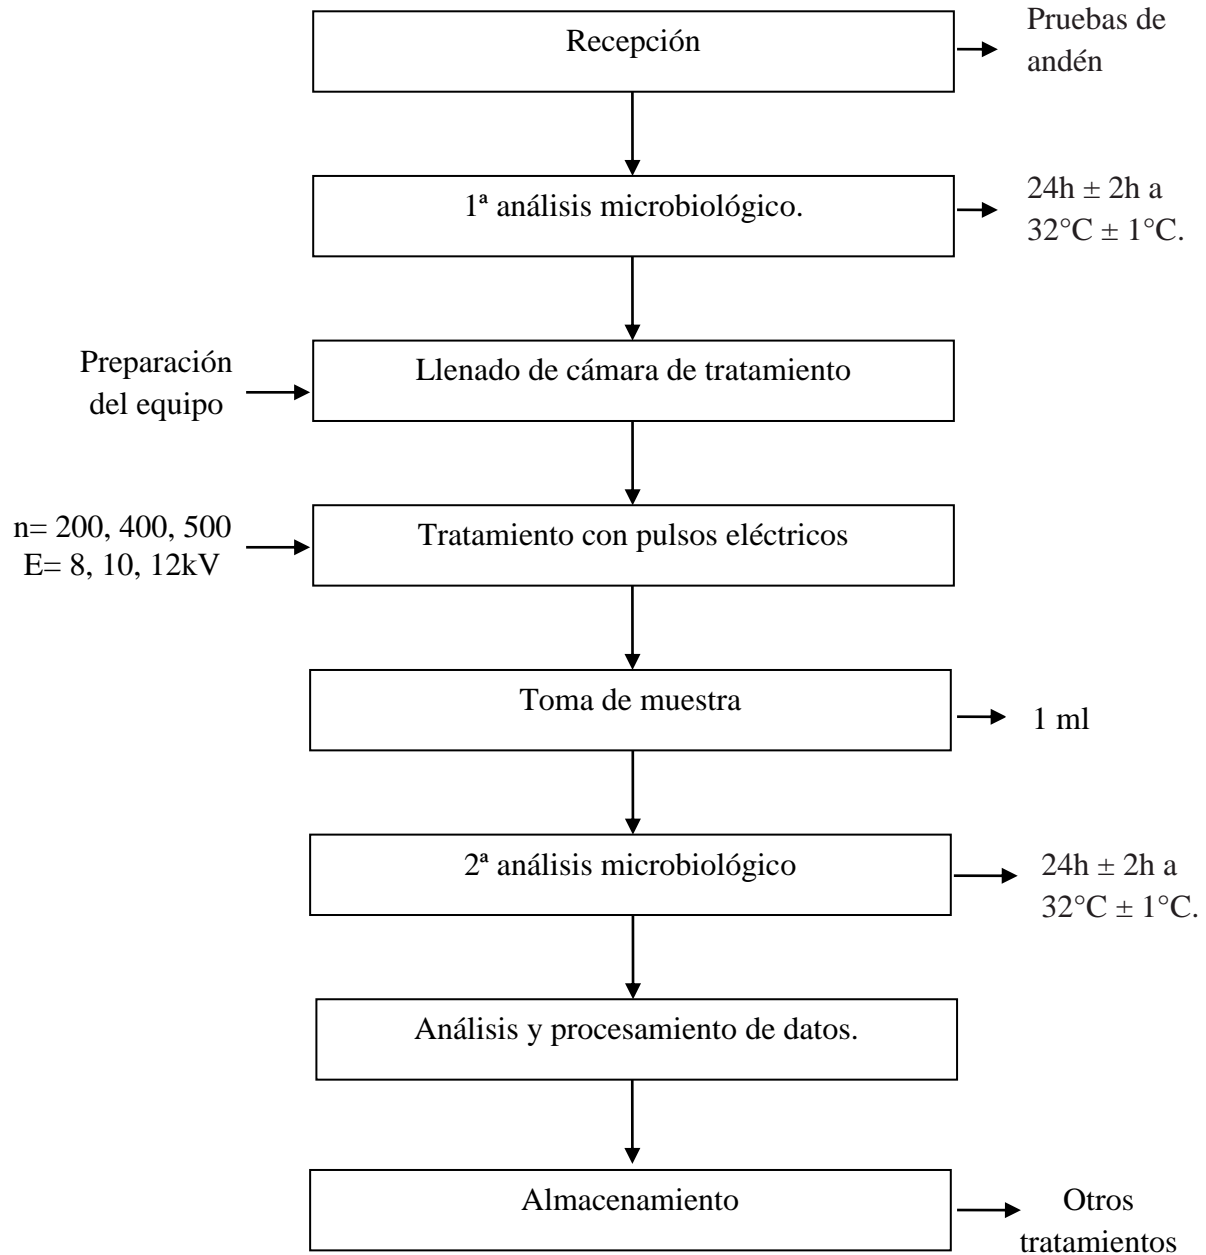 Recepción
Pruebas de
andén
1ª análisis microbiológico.
24h ± 2h a
32°C ± 1°C.
Preparación
del equipo
Llenado de cámara de tratamiento
n= 200, 400, 500
E= 8, 10, 12kV
Tratamiento con pulsos eléctricos
Toma de muestra
1 ml
2ª análisis microbiológico
24h ± 2h a
32°C ± 1°C.
Análisis y procesamiento de datos.
Almacenamiento
Otros
tratamientos